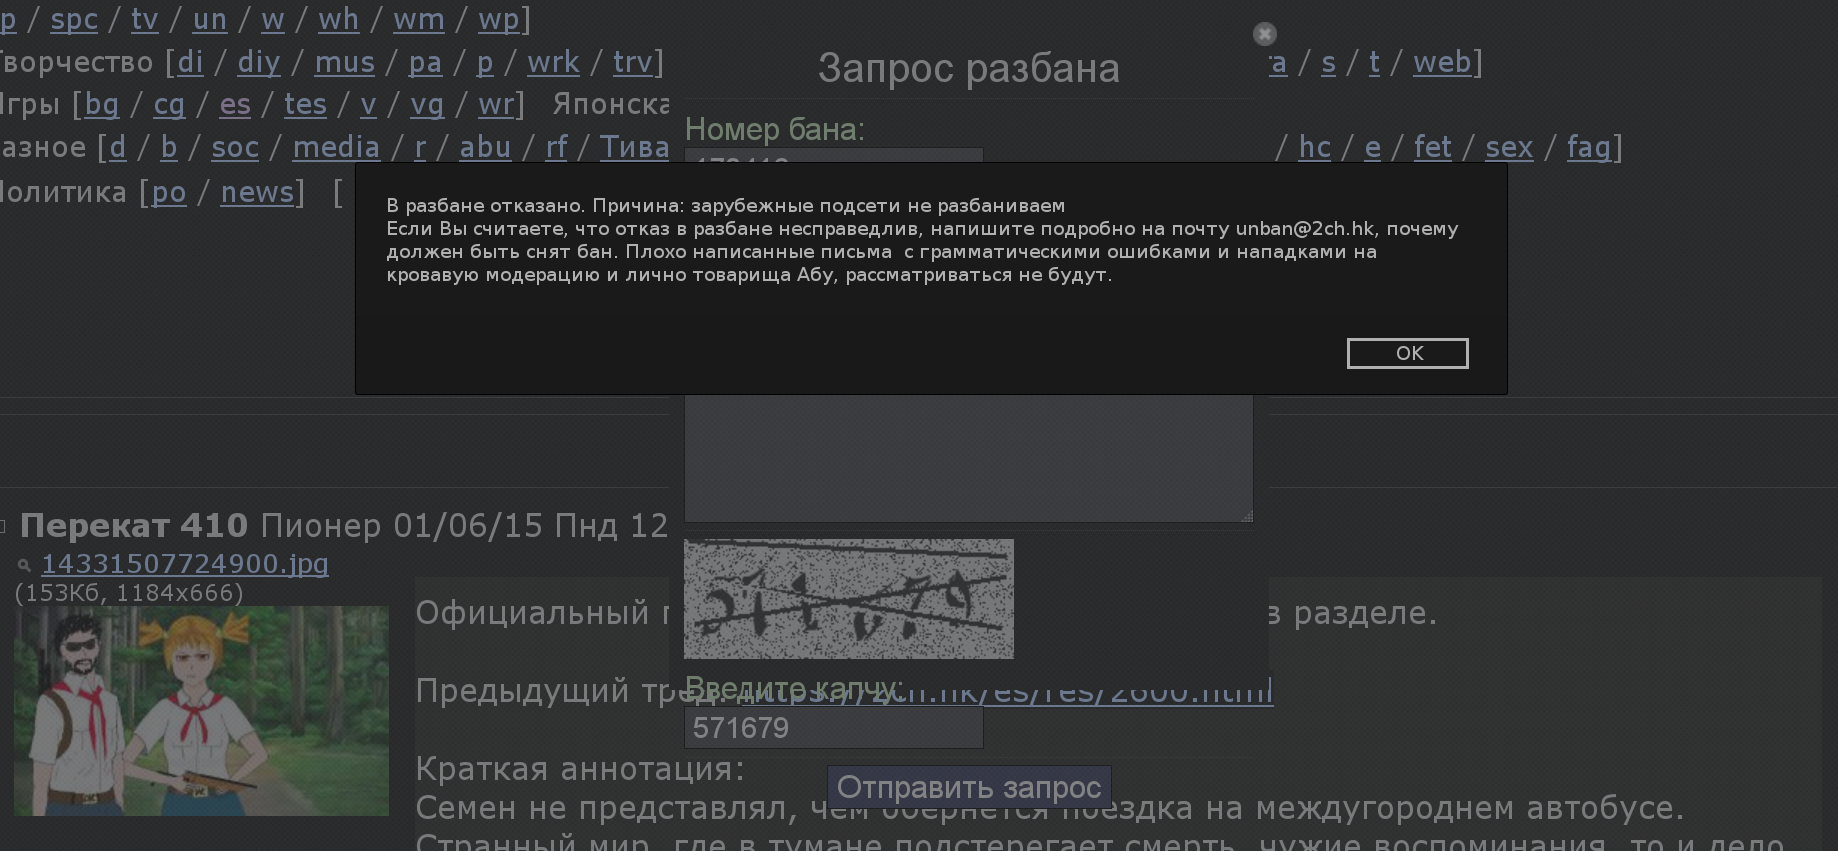 p / spc / tv / un / w / wh / wm / wp]
Творчество [di / diy / mus / pa / p / wrk / trv]
ra / s / t / web]
Игры [bg / cg / es / tes / v / vg / wr] Японска
азное [d / b / soc / media / r / abu / rf / Тива
/ hc / e / fet / sex / fag]
Политика [po / news] [
Запрос разбана
Номер бана:
В разбане отказано. Причина: зарубежные подсети не разбаниваем
Если Вы считаете, что отказ в разбане несправедлив, напишите подробно на почту unban@2ch.hk, почему
должен быть снят бан. Плохо написанные письма с грамматическими ошибками и нападками на
кровавую модерацию и лично товарища Абу, рассматриваться не будут.
OK
Перекат 410 Пионер 01/06/15 Пнд 12
14331507724900.jpg
(153Кб, 1184x666)
Официальный п
в разделе.
Предыдущий тред: https://2ch.hk/es/res/2600.html
Введите капчу:
571679
Краткая аннотация:
Отправить запрос
Семен не представлял, чем обернется поездка на междугороднем автобусе.
Странный мир, где в тумане подстерегает смерть, чужие воспоминания, то и дело